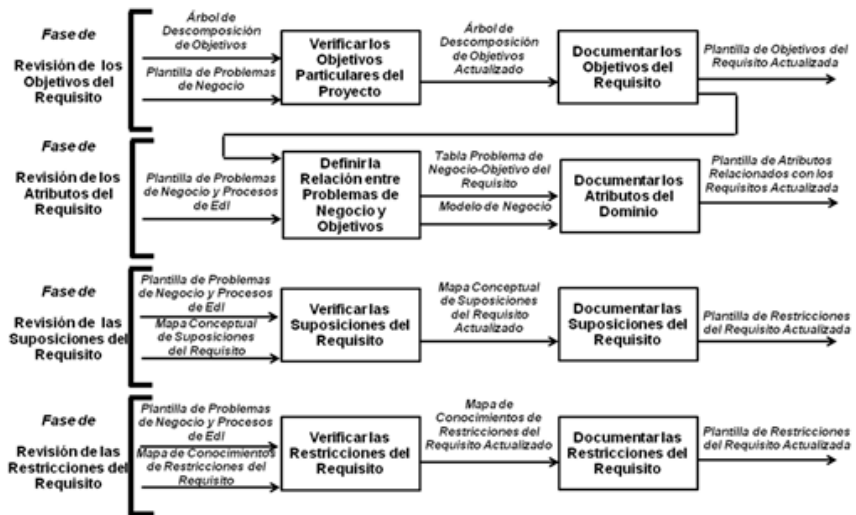 Fase de
Revisión de los
Objetivos del
Requisito
Árbol de
Descomposición
de Objetivos
Plantilla de Problemas
de Negocio
Verificar los
Objetivos
Particulares del
Proyecto
Árbol de
Descomposición
de Objetivos
Actualizado
Documentar los
Objetivos del
Requisito
Plantilla de Objetivos del
Requisito Actualizada
Fase de
Revisión de los
Atributos del
Requisito
Plantilla de Problemas
de Negocio y Procesos
de EdI
Definir la
Relación entre
Problemas de
Negocio y
Objetivos
Tabla Problema de
Negocio-Objetivo del
Requisito
Modelo de Negocio
Documentar los
Atributos del
Dominio
Plantilla de Atributos
Relacionados con los
Requisitos Actualizada
Fase de
Revisión de las
Suposiciones del
Requisito
Plantilla de Problemas
de Negocio y Procesos
de EdI
Mapa Conceptual
de Suposiciones
del Requisito
Verificar las
Suposiciones del
Requisito
Mapa Conceptual
de Suposiciones
del Requisito
Actualizado
Documentar las
Suposiciones del
Requisito
Plantilla de Restricciones
del Requisito Actualizada
Fase de
Revisión de las
Restricciones del
Requisito
Plantilla de Problemas
de Negocio y Procesos
de EdI
Mapa de Conocimientos
de Restricciones del
Requisito
Verificar las
Restricciones del
Requisito
Mapa de
Conocimientos de
Restricciones del
Requisito Actualizado
Documentar las
Restricciones del
Requisito
Plantilla de Restricciones
del Requisito Actualizada